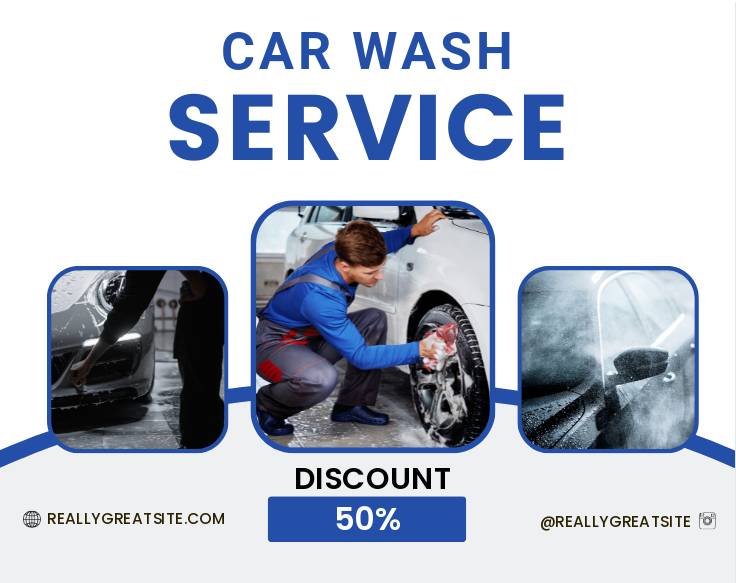 CAR WASH
SERVICE
DISCOUNT
50%
REALLYGREATSITE.COM
@REALLYGREATSITE